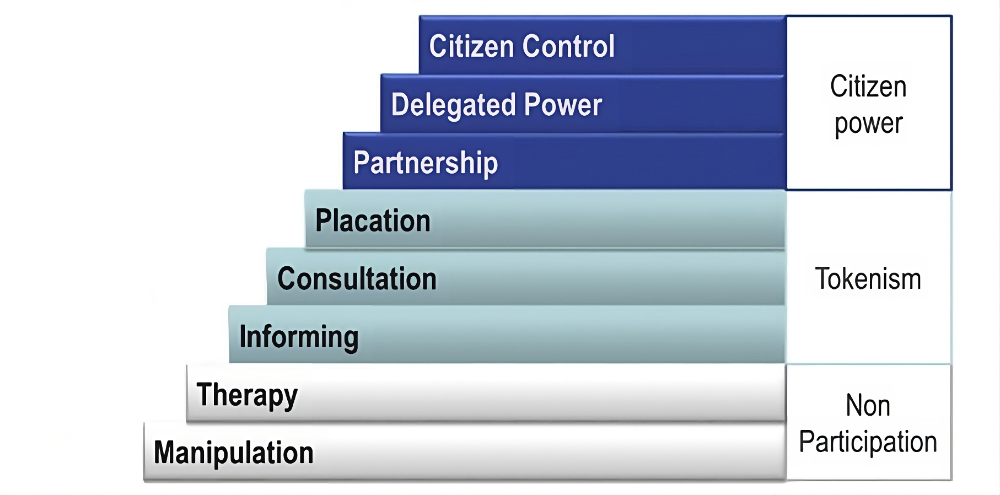 Citizen Control
Delegated Power
Partnership
Placation
Consultation
Informing
Therapy
Manipulation
Citizen
power
Tokenism
Non
Participation